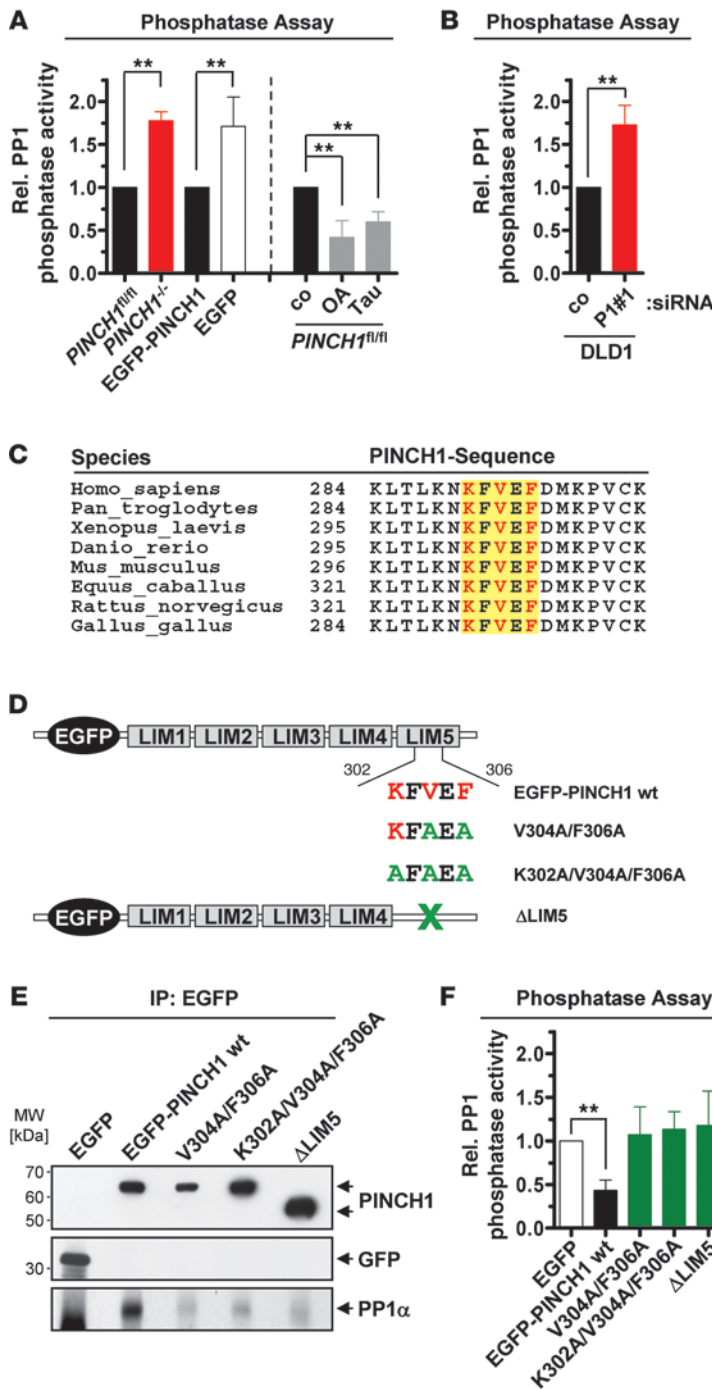 A
Phosphatase Assay
Rel. PP1
phosphatase activity
2.0
1.5
1.0
0.5
0.0
**
**
**
**
PINCH1fl/fl
PINCH1-/-
EGFP-PINCH1
EGFP
co
OA
Tau
PINCH1fl/fl
B
Phosphatase Assay
Rel. PP1
phosphatase activity
2.0
1.5
1.0
0.5
0.0
**
co
P1#1
:siRNA
DLD1
C
Species PINCH1-Sequence
Homo_sapiens 284 KLTLKNKFVEFDMKPVCK
Pan_troglodytes 284 KLTLKNKFVEFDMKPVCK
Xenopus_laevis 295 KLTLKNKFVEFDMKPVCK
Danio_rerio 295 KLTLKNKFVEFDMKPVCK
Mus_musculus 296 KLTLKNKFVEFDMKPVCK
Equus_caballus 321 KLTLKNKFVEFDMKPVCK
Rattus_norvegicus 321 KLTLKNKFVEFDMKPVCK
Gallus_gallus 284 KLTLKNKFVEFDMKPVCK
D
EGFP LIM1 LIM2 LIM3 LIM4 LIM5
302 306
KFVEF EGFP-PINCH1 wt
KFAEA V304A/F306A
AFAEA K302A/V304A/F306A
EGFP LIM1 LIM2 LIM3 LIM4 X ΔLIM5
E
IP: EGFP
MW
[kDa]
EGFP
EGFP-PINCH1 wt
V304A/F306A
K302A/V304A/F306A
ΔLIM5
70
60
50
PINCH1
30
GFP
PP1α
F
Phosphatase Assay
Rel. PP1
phosphatase activity
2.0
1.5
1.0
0.5
0.0
**
EGFP
EGFP-PINCH1 wt
V304A/F306A
K302A/V304A/F306A
ΔLIM5